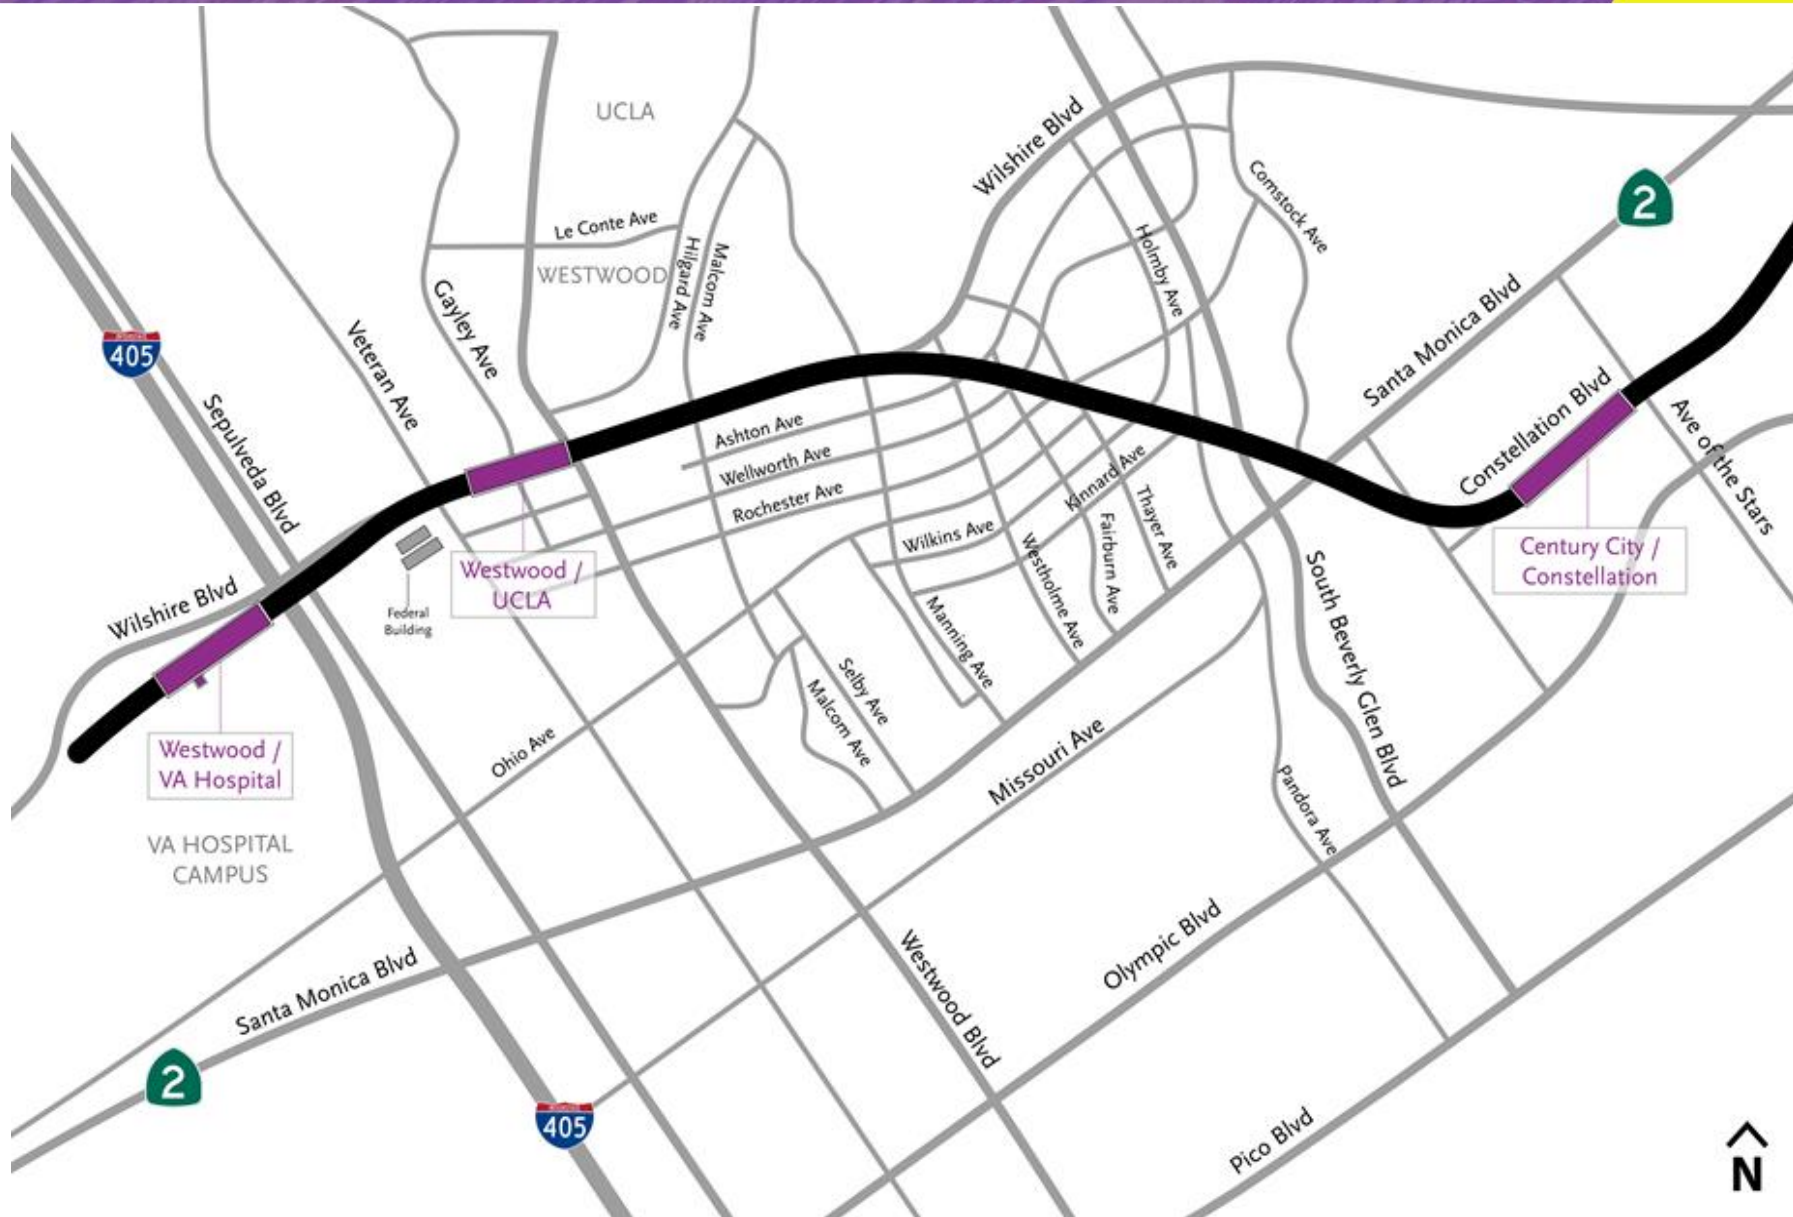 UCLA
Wilshire Blvd
Comstock Ave
2
Le Conte Ave
WESTWOOD
Hilgard Ave
Malcom Ave
Holmby Ave
Gayley Ave
Veteran Ave
405
Sepulveda Blvd
Santa Monica Blvd
Constellation Blvd
Ave of the Stars
Ashton Ave
Wellworth Ave
Rochester Ave
Kinnard Ave
Thayer Ave
Fairburn Ave
Wilkins Ave
Westholme Ave
Manning Ave
Century City /
Constellation
Westwood /
UCLA
Federal
Building
Wilshire Blvd
South Beverly Glen Blvd
Selby Ave
Malcom Ave
Westwood /
VA Hospital
Ohio Ave
Missouri Ave
Pandora Ave
VA HOSPITAL
CAMPUS
Santa Monica Blvd
Westwood Blvd
Olympic Blvd
2
405
Pico Blvd
N